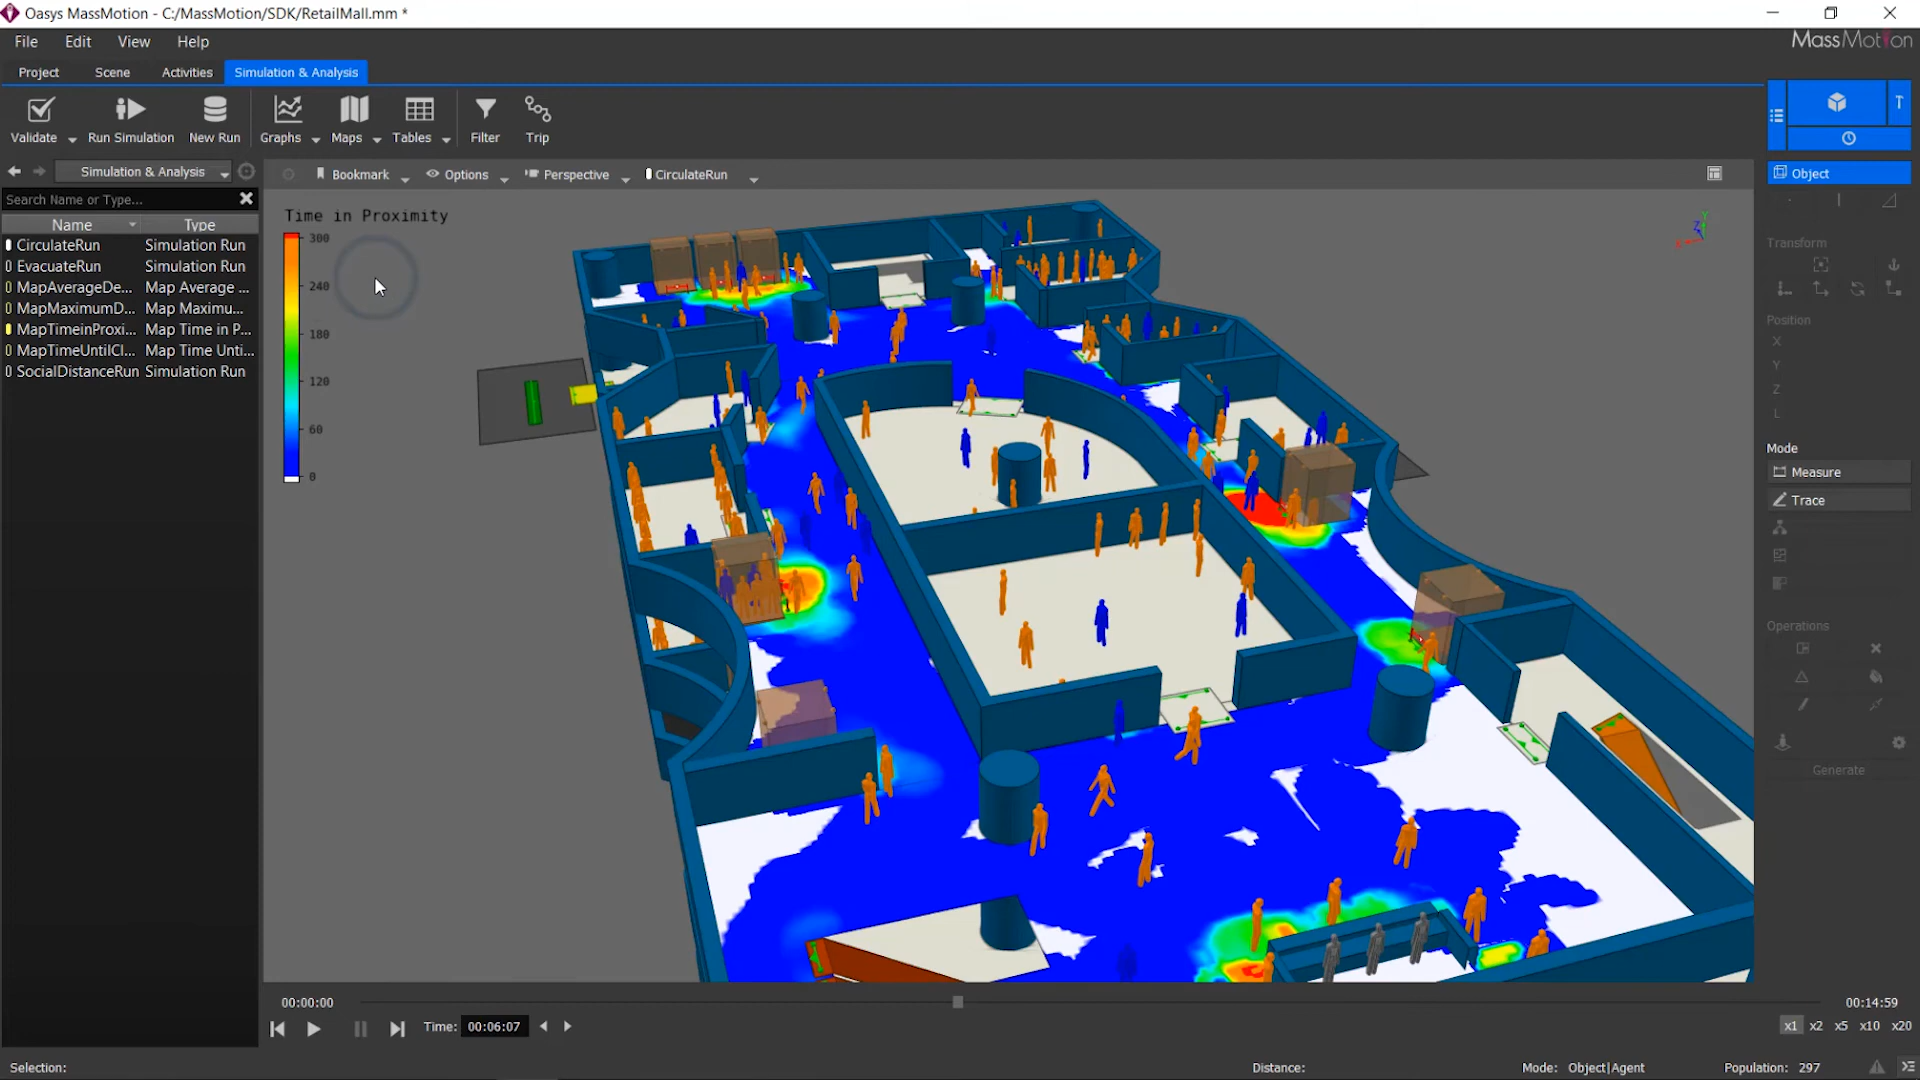 Oasys MassMotion - C:/MassMotion/SDK/RetailMall.mm *
File Edit View Help
MassMotion
Project Scene Activities Simulation & Analysis
Validate Run Simulation New Run Graphs Maps Tables Filter Trip
T
Simulation & Analysis
Bookmark Options Perspective CirculateRun
Object
Search Name or Type...
Name Type
CirculateRun Simulation Run
EvacuateRun Simulation Run
MapAverageDe... Map Average ...
MapMaximumD... Map Maximu...
MapTimeinProxi... Map Time in P...
MapTimeUntilCl... Map Time Unti...
SocialDistanceRun Simulation Run
Time in Proximity
300
240
180
120
60
0
Y
Z
X
Transform
Position
X
Y
Z
L
Mode
Measure
Trace
Operations
Generate
00:00:00
00:14:59
Time: 00:06:07
x1 x2 x5 x10 x20
Selection:
Distance:
Mode: Object|Agent
Population: 297